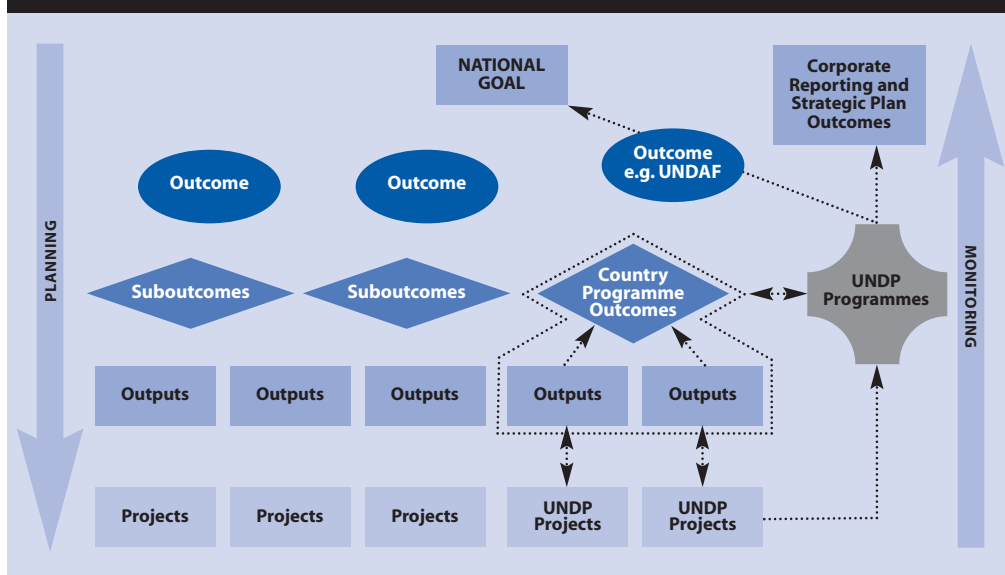 NATIONAL
GOAL
Corporate
Reporting and
Strategic Plan
Outcomes
Outcome
Outcome
Outcome
e.g. UNDAF
PLANNING
Suboutcomes
Suboutcomes
Country
Programme
Outcomes
UNDP
Programmes
MONITORING
Outputs
Outputs
Outputs
Outputs
Outputs
Projects
Projects
Projects
UNDP
Projects
UNDP
Projects